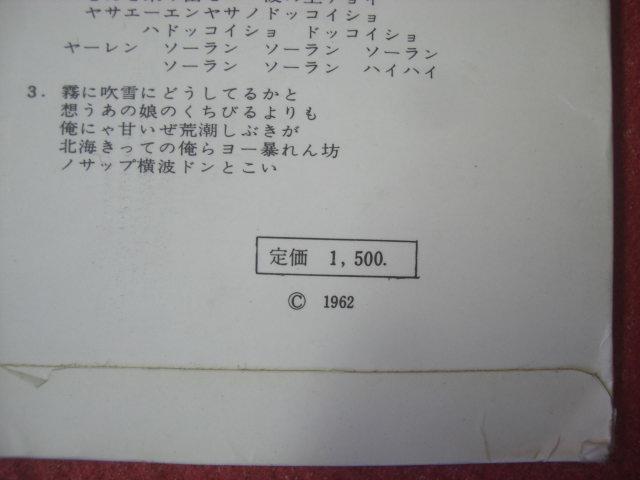 ヤサエーエンヤサノドッコイショ
ハドッコイショ ドッコイショ
ヤーレン ソーラン ソーラン ソーラン
ソーラン ソーラン ハイハイ
3. 霧に吹雪にどうしてるかと
想うあの娘のくちびるよりも
俺にゃ甘いぜ荒潮しぶきが
北海きっての俺らヨー暴れん坊
ノサップ横波ドンとこい
定価 1,500.
© 1962